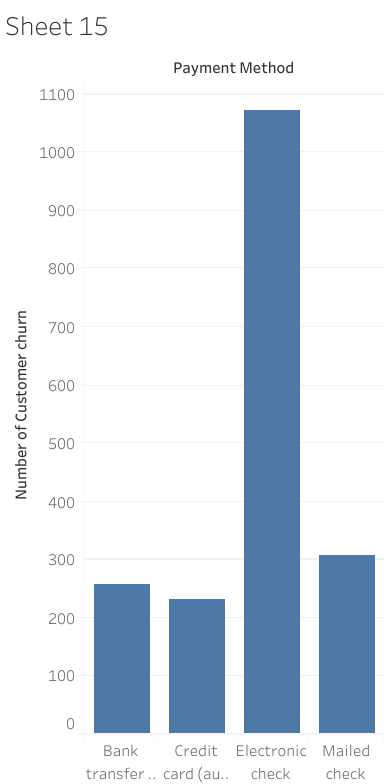 Sheet 15
Payment Method
1100
1000
900
800
700
600
500
400
300
200
100
0
Number of Customer churn
Bank
transfer ..
Credit
card (au..
Electronic
check
Mailed
check